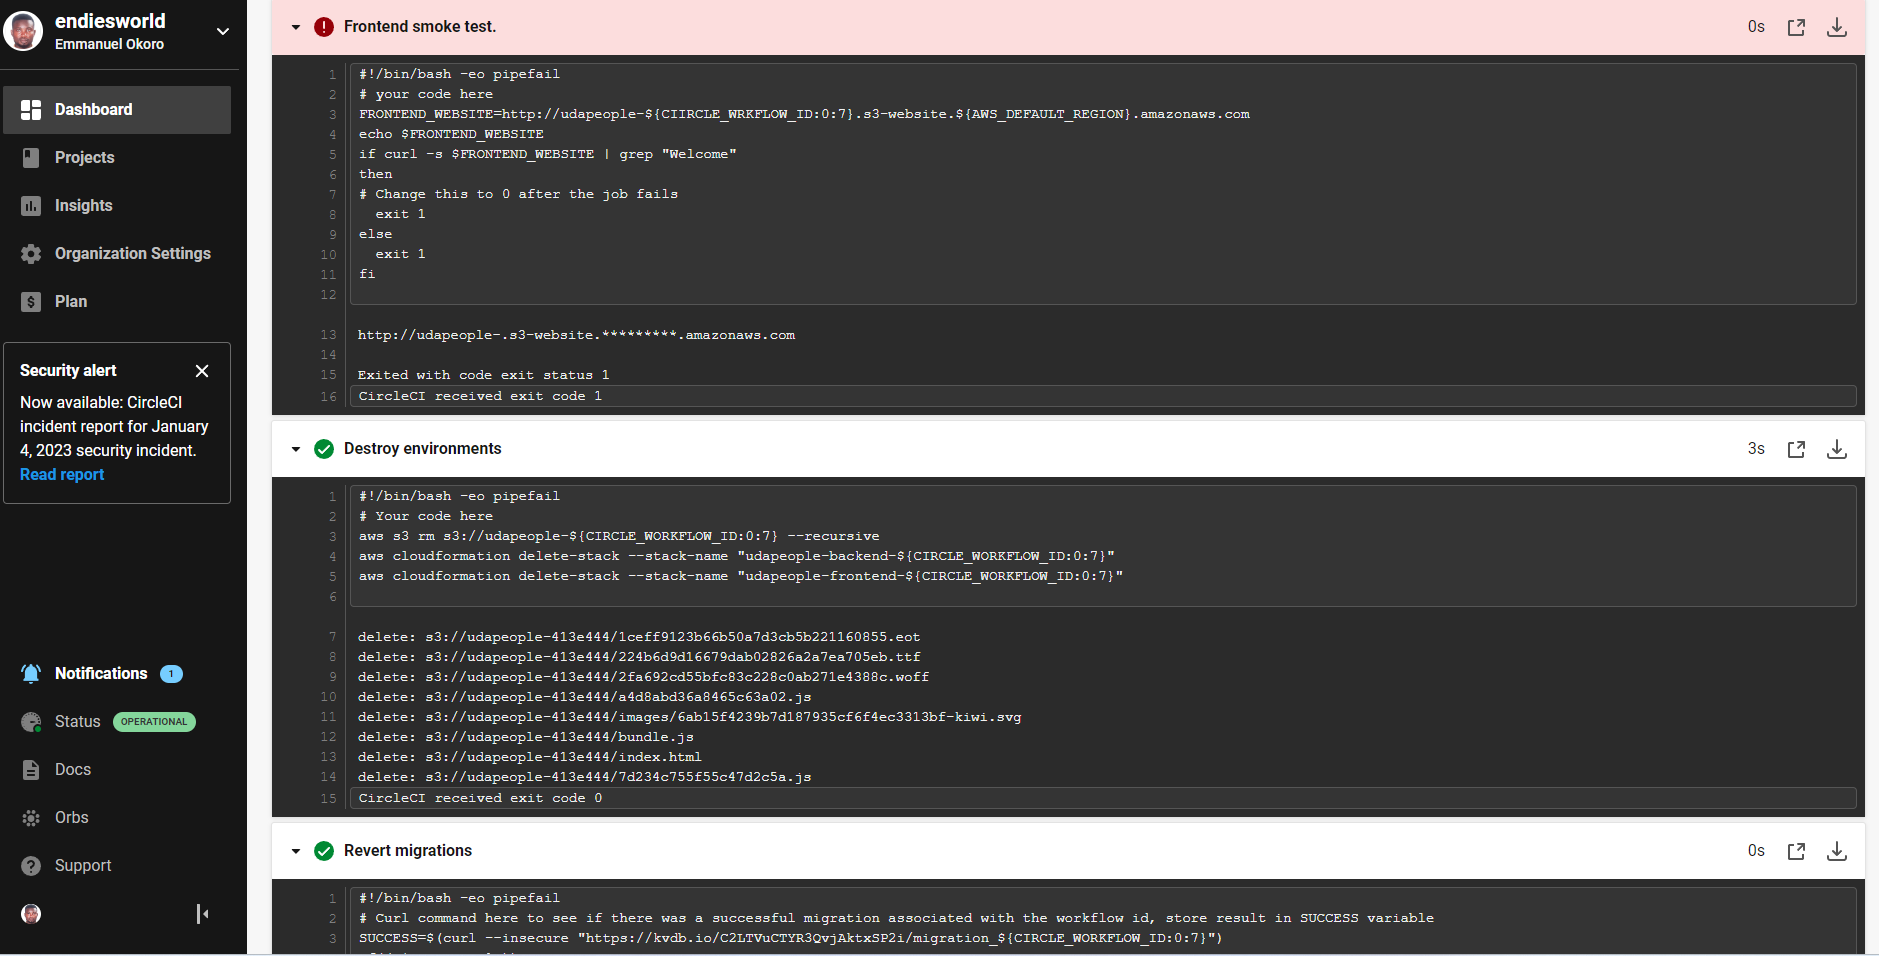 endiesworld
Emmanuel Okoro
Dashboard
Projects
Insights
Organization Settings
Plan
Security alert
Now available: CircleCI
incident report for January
4, 2023 security incident.
Read report
Notifications 1
Status OPERATIONAL
Docs
Orbs
Support
Frontend smoke test. 0s
1 #!/bin/bash -eo pipefail
2 # your code here
3 FRONTEND_WEBSITE=http://udapeople-${CIIRCLE_WRKFLOW_ID:0:7}.s3-website.${AWS_DEFAULT_REGION}.amazonaws.com
4 echo $FRONTEND_WEBSITE
5 if curl -s $FRONTEND_WEBSITE | grep "Welcome"
6 then
7 # Change this to 0 after the job fails
8   exit 1
9 else
10   exit 1
11 fi
12
13 http://udapeople-.s3-website.*********.amazonaws.com
14
15 Exited with code exit status 1
16 CircleCI received exit code 1
Destroy environments 3s
1 #!/bin/bash -eo pipefail
2 # Your code here
3 aws s3 rm s3://udapeople-${CIRCLE_WORKFLOW_ID:0:7} --recursive
4 aws cloudformation delete-stack --stack-name "udapeople-backend-${CIRCLE_WORKFLOW_ID:0:7}"
5 aws cloudformation delete-stack --stack-name "udapeople-frontend-${CIRCLE_WORKFLOW_ID:0:7}"
6
7 delete: s3://udapeople-413e444/1ceff9123b66b50a7d3cb5b221160855.eot
8 delete: s3://udapeople-413e444/224b6d9d16679dab02826a2a7ea705eb.ttf
9 delete: s3://udapeople-413e444/2fa692cd55bfc83c228c0ab271e4388c.woff
10 delete: s3://udapeople-413e444/a4d8abd36a8465c63a02.js
11 delete: s3://udapeople-413e444/images/6ab15f4239b7d187935cf6f4ec3313bf-kiwi.svg
12 delete: s3://udapeople-413e444/bundle.js
13 delete: s3://udapeople-413e444/index.html
14 delete: s3://udapeople-413e444/7d234c755f55c47d2c5a.js
15 CircleCI received exit code 0
Revert migrations 0s
1 #!/bin/bash -eo pipefail
2 # Curl command here to see if there was a successful migration associated with the workflow id, store result in SUCCESS variable
3 SUCCESS=$(curl --insecure "https://kvdb.io/C2LTVuCTYR3QvjAktxSP2i/migration_${CIRCLE_WORKFLOW_ID:0:7}")